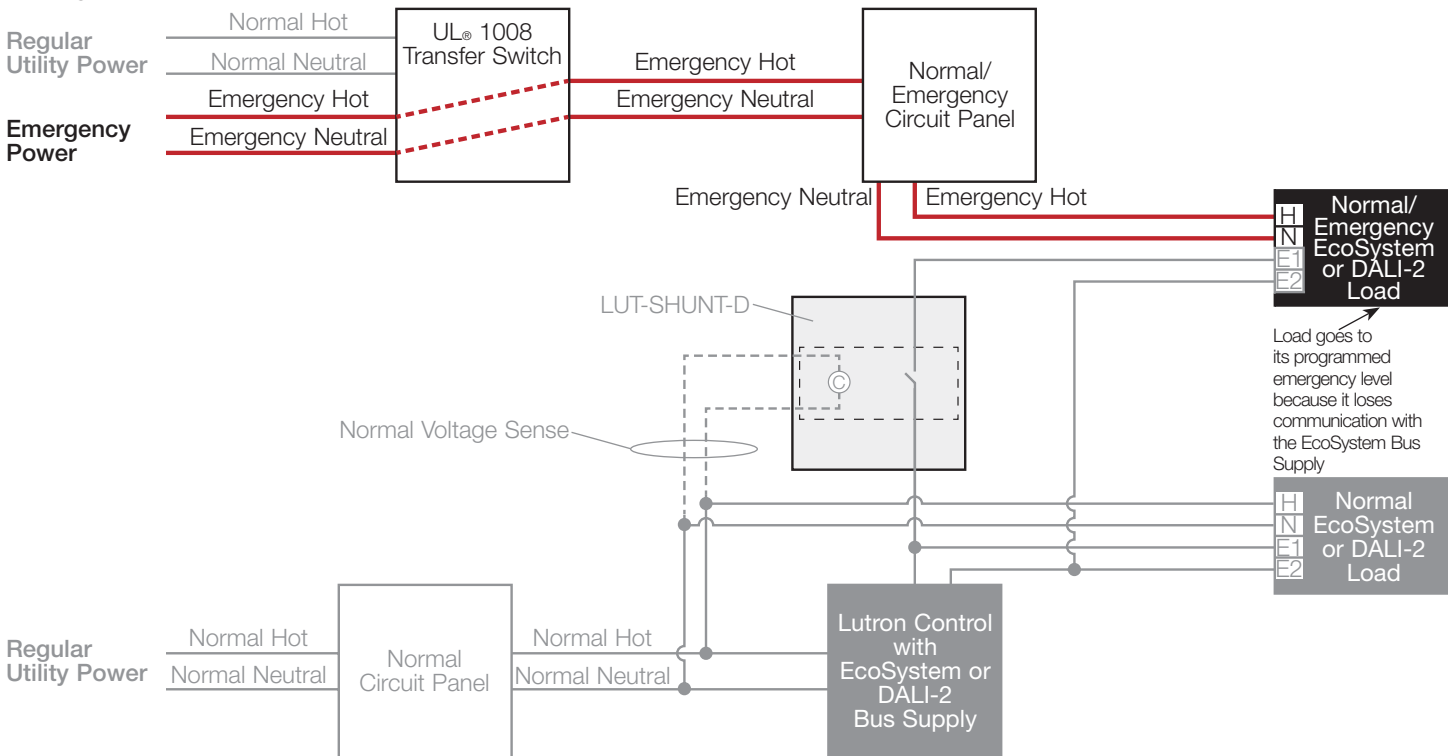 Regular
Utility Power
Normal Hot
Normal Neutral
Emergency
Power
Emergency Hot
Emergency Neutral
UL® 1008
Transfer Switch
Emergency Hot
Emergency Neutral
Normal/
Emergency
Circuit Panel
Emergency Neutral
Emergency Hot
H
N
E1
E2
Normal/
Emergency
EcoSystem
or DALI-2
Load
Load goes to
its programmed
emergency level
because it loses
communication with
the EcoSystem Bus
Supply
LUT-SHUNT-D
C
Normal Voltage Sense
H
N
E1
E2
Normal
EcoSystem
or DALI-2
Load
Regular
Utility Power
Normal Hot
Normal Neutral
Normal
Circuit Panel
Normal Hot
Normal Neutral
Lutron Control
with
EcoSystem or
DALI-2
Bus Supply